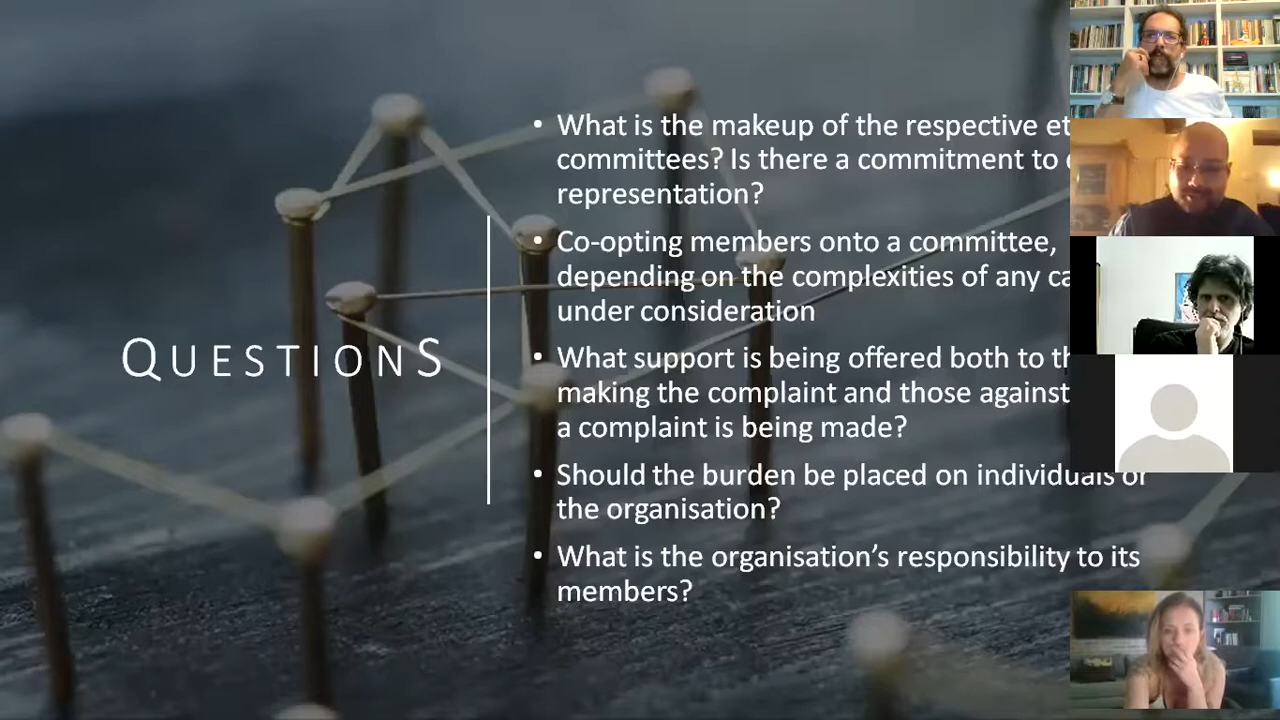 QUESTIONS
• What is the makeup of the respective
committees? Is there a commitment to
representation?
• Co-opting members onto a committee,
depending on the complexities of any
under consideration
• What support is being offered both to
making the complaint and those against
a complaint is being made?
• Should the burden be placed on individuals or
the organisation?
• What is the organisation’s responsibility to its
members?